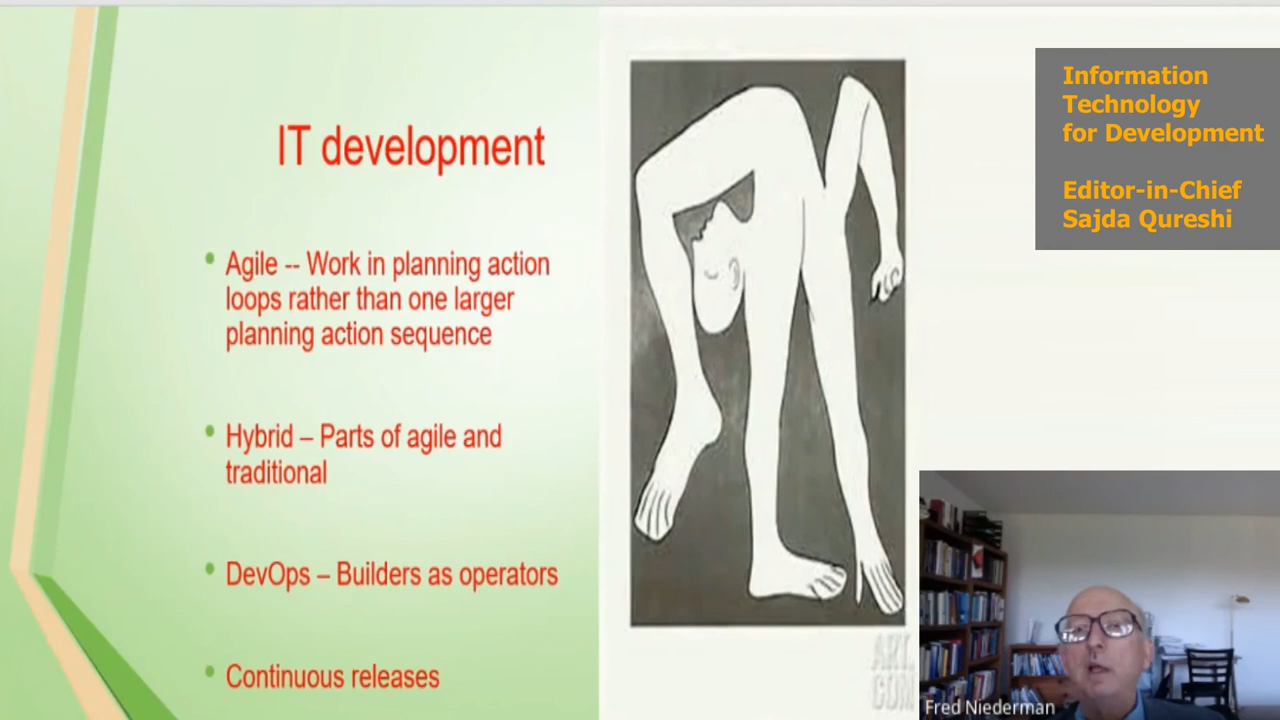 IT development
Agile -- Work in planning action
loops rather than one larger
planning action sequence
Hybrid – Parts of agile and
traditional
DevOps – Builders as operators
Continuous releases
ART.
COM
Information
Technology
for Development
Editor-in-Chief
Sajda Qureshi
Fred Niederman